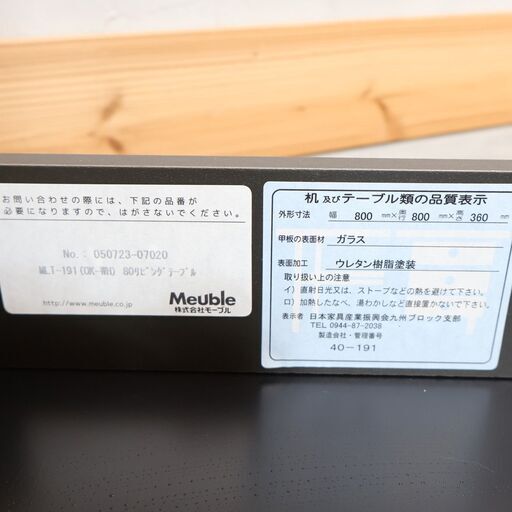 お問い合わせの際には、下記の品番が
必要になりますので、はがさないでください。
No.: 050723-07020
MLT-191(OK-WH) 80リビングテーブル
http://www.meuble.co.jp
Meuble
株式会社モーブル
机及びテーブル類の品質表示
外形寸法 幅 800 mm× 奥行 800 mm× 高さ 360 mm
甲板の表面材 ガラス
表面加工 ウレタン樹脂塗装
取り扱い上の注意
イ) 直射日光又は、ストーブなどの熱を避けて下さい。
ロ) 加熱したなべ、湯わかしなど直接置かないで下さい。
表示者 日本家具産業振興会九州ブロック支部
TEL 0944-87-2038
製造会社・管理番号
40-191